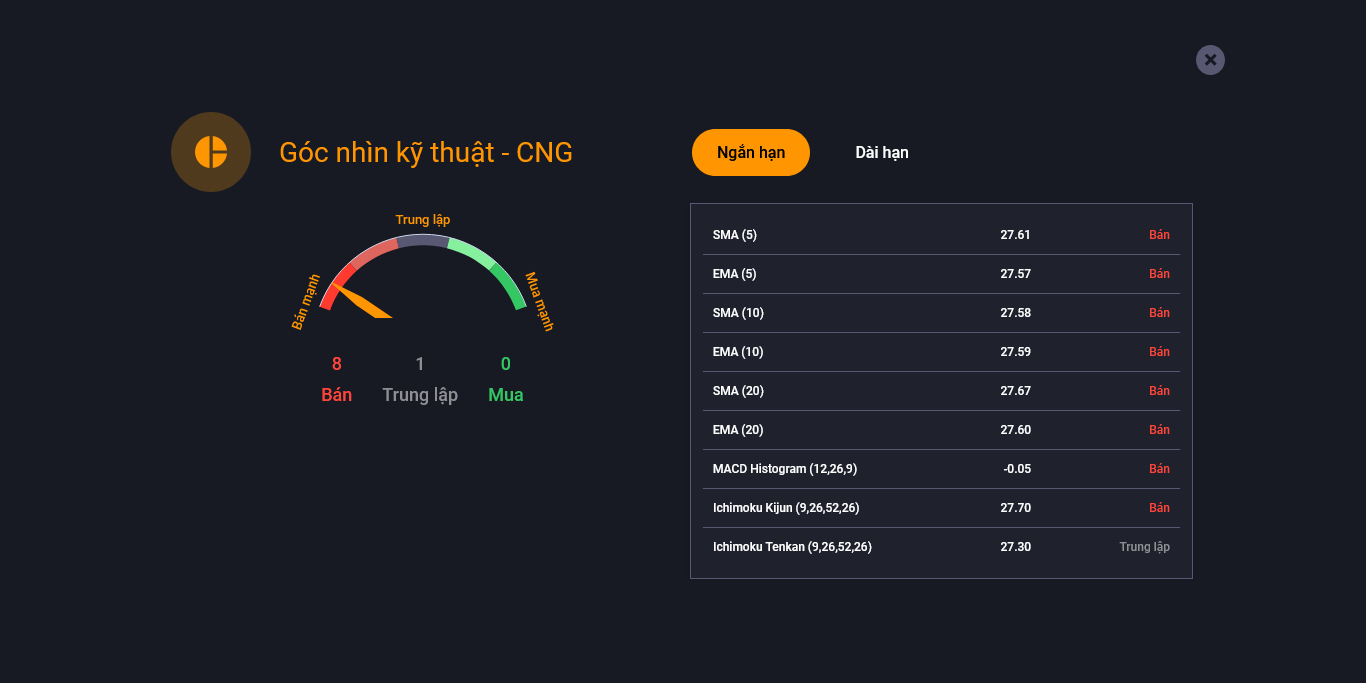 Góc nhìn kỹ thuật - CNG
Ngắn hạn Dài hạn
Trung lập
Bán mạnh
Mua mạnh
8 1 0
Bán Trung lập Mua
SMA (5) 27.61 Bán
EMA (5) 27.57 Bán
SMA (10) 27.58 Bán
EMA (10) 27.59 Bán
SMA (20) 27.67 Bán
EMA (20) 27.60 Bán
MACD Histogram (12,26,9) -0.05 Bán
Ichimoku Kijun (9,26,52,26) 27.70 Bán
Ichimoku Tenkan (9,26,52,26) 27.30 Trung lập